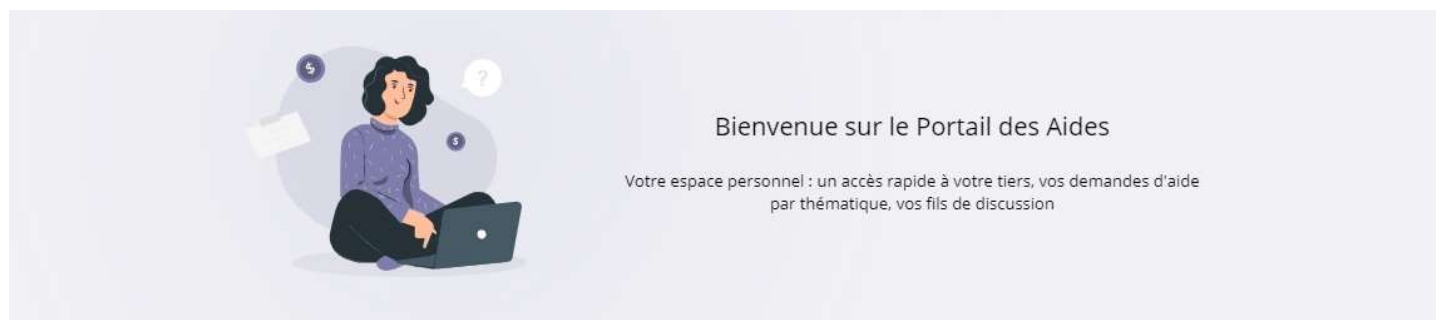 $
?
$
Bienvenue sur le Portail des Aides
Votre espace personnel : un accès rapide à votre tiers, vos demandes d'aide
par thématique, vos fils de discussion